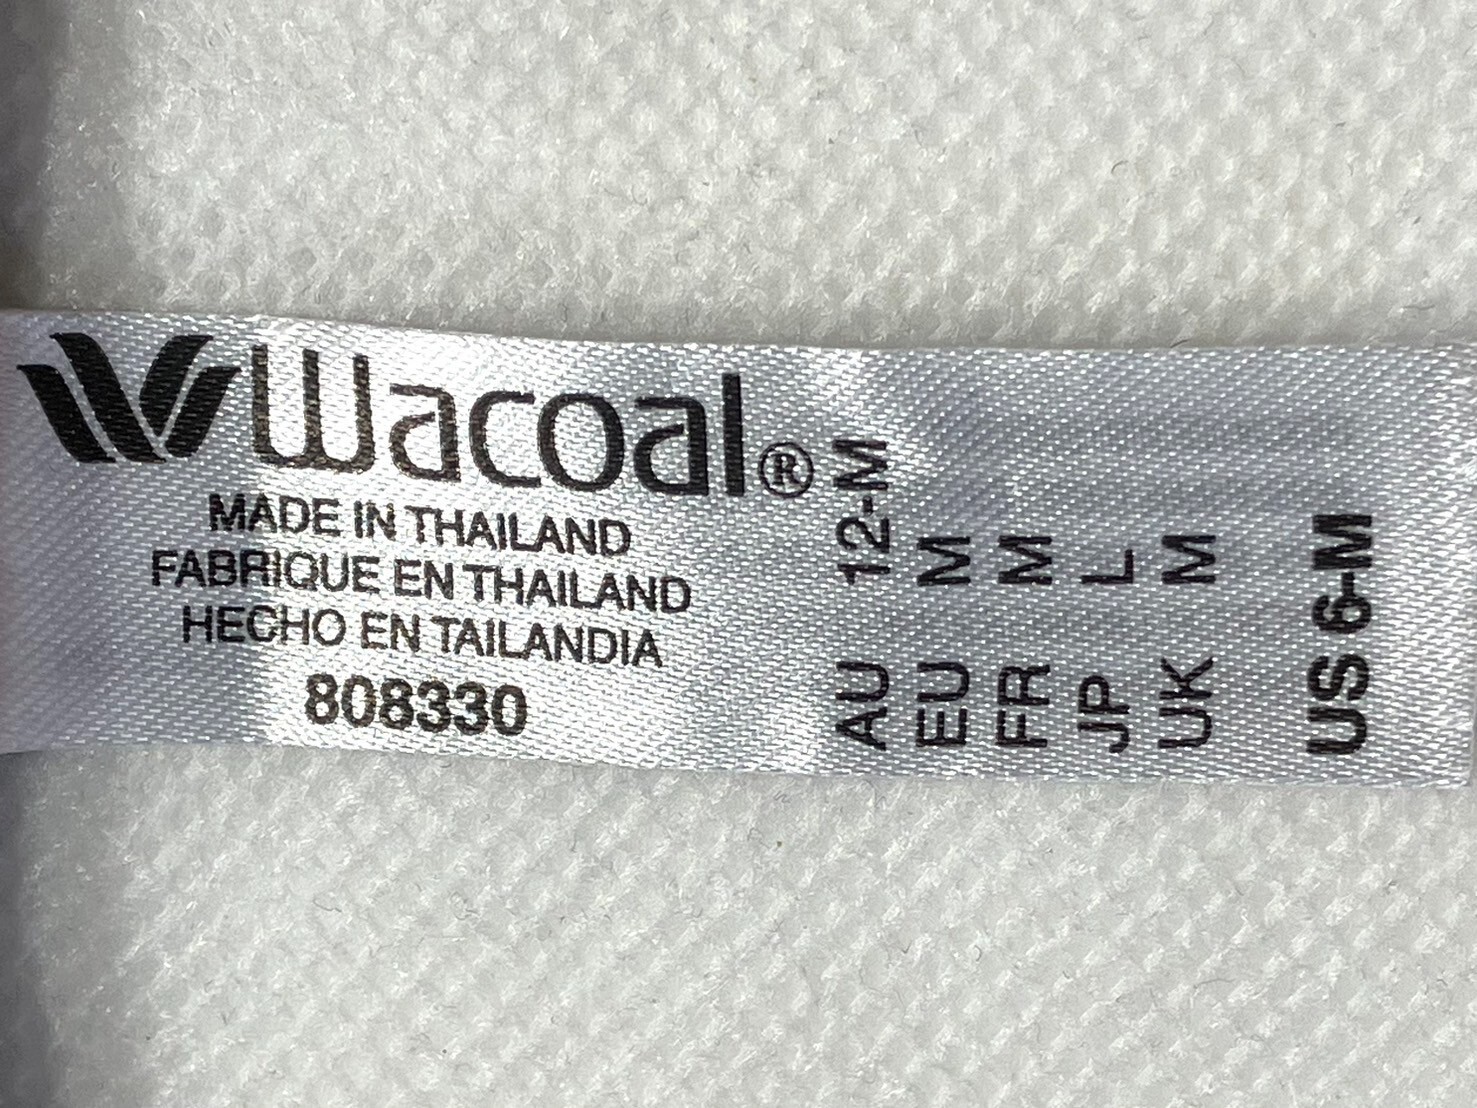 Wacoal®
MADE IN THAILAND
FABRIQUE EN THAILAND
HECHO EN TAILANDIA
808330
AU 12-M
EU M
FR M
JP L
UK M
US 6-M